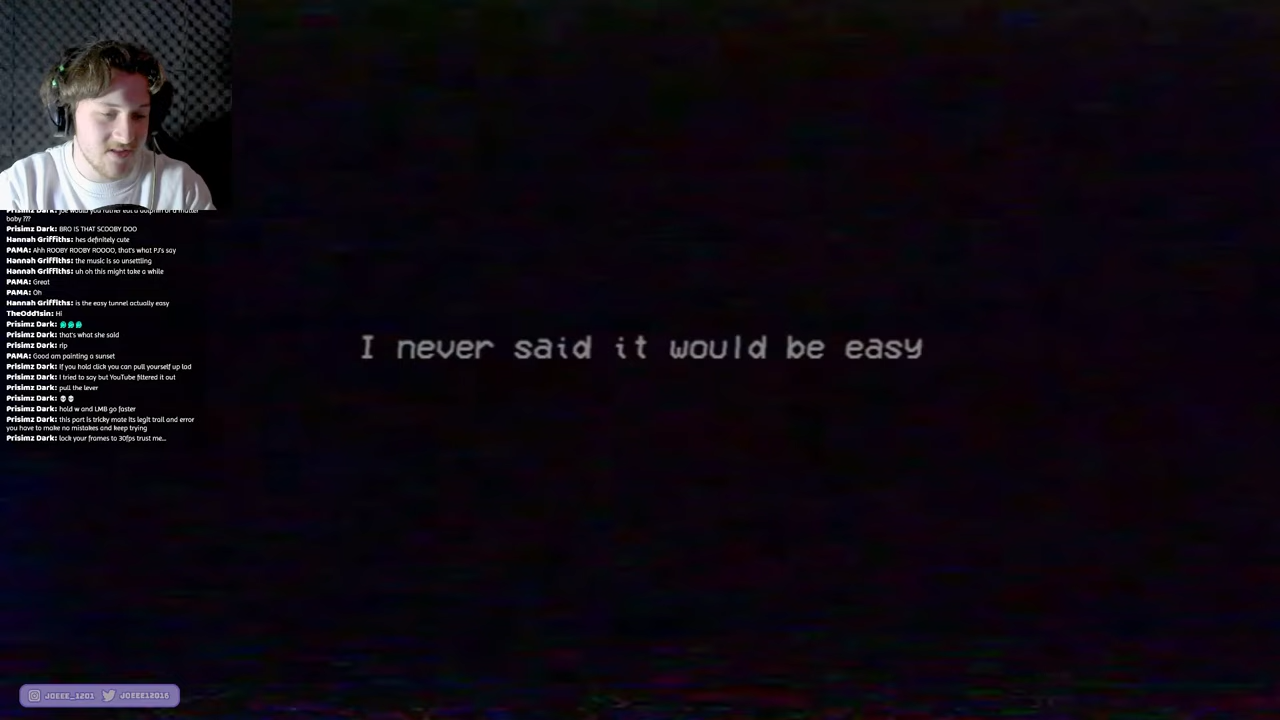 baby ???
Prisimz Dark: BRO IS THAT SCOOBY DOO
Hannah Griffiths: hes definitely cute
PAMA: Ahh ROOBY ROOBY ROOOO, that's what PJ's say
Hannah Griffiths: the music is so unsettling
Hannah Griffiths: uh oh this might take a while
PAMA: Great
PAMA: Oh
Hannah Griffiths: is the easy tunnel actually easy
TheOdd1sin: Hi
Prisimz Dark:
Prisimz Dark: that's what she said
Prisimz Dark: rip
PAMA: Good am painting a sunset
Prisimz Dark: If you hold click you can pull yourself up lad
Prisimz Dark: I tried to say but YouTube filtered it out
Prisimz Dark: pull the lever
Prisimz Dark: 💀💀
Prisimz Dark: hold w and LMB go faster
Prisimz Dark: this part is tricky mate its legit trail and error
you have to make no mistakes and keep trying
Prisimz Dark: lock your frames to 30fps trust me...
I never said it would be easy
JOEEE_1201 JOEEE12016